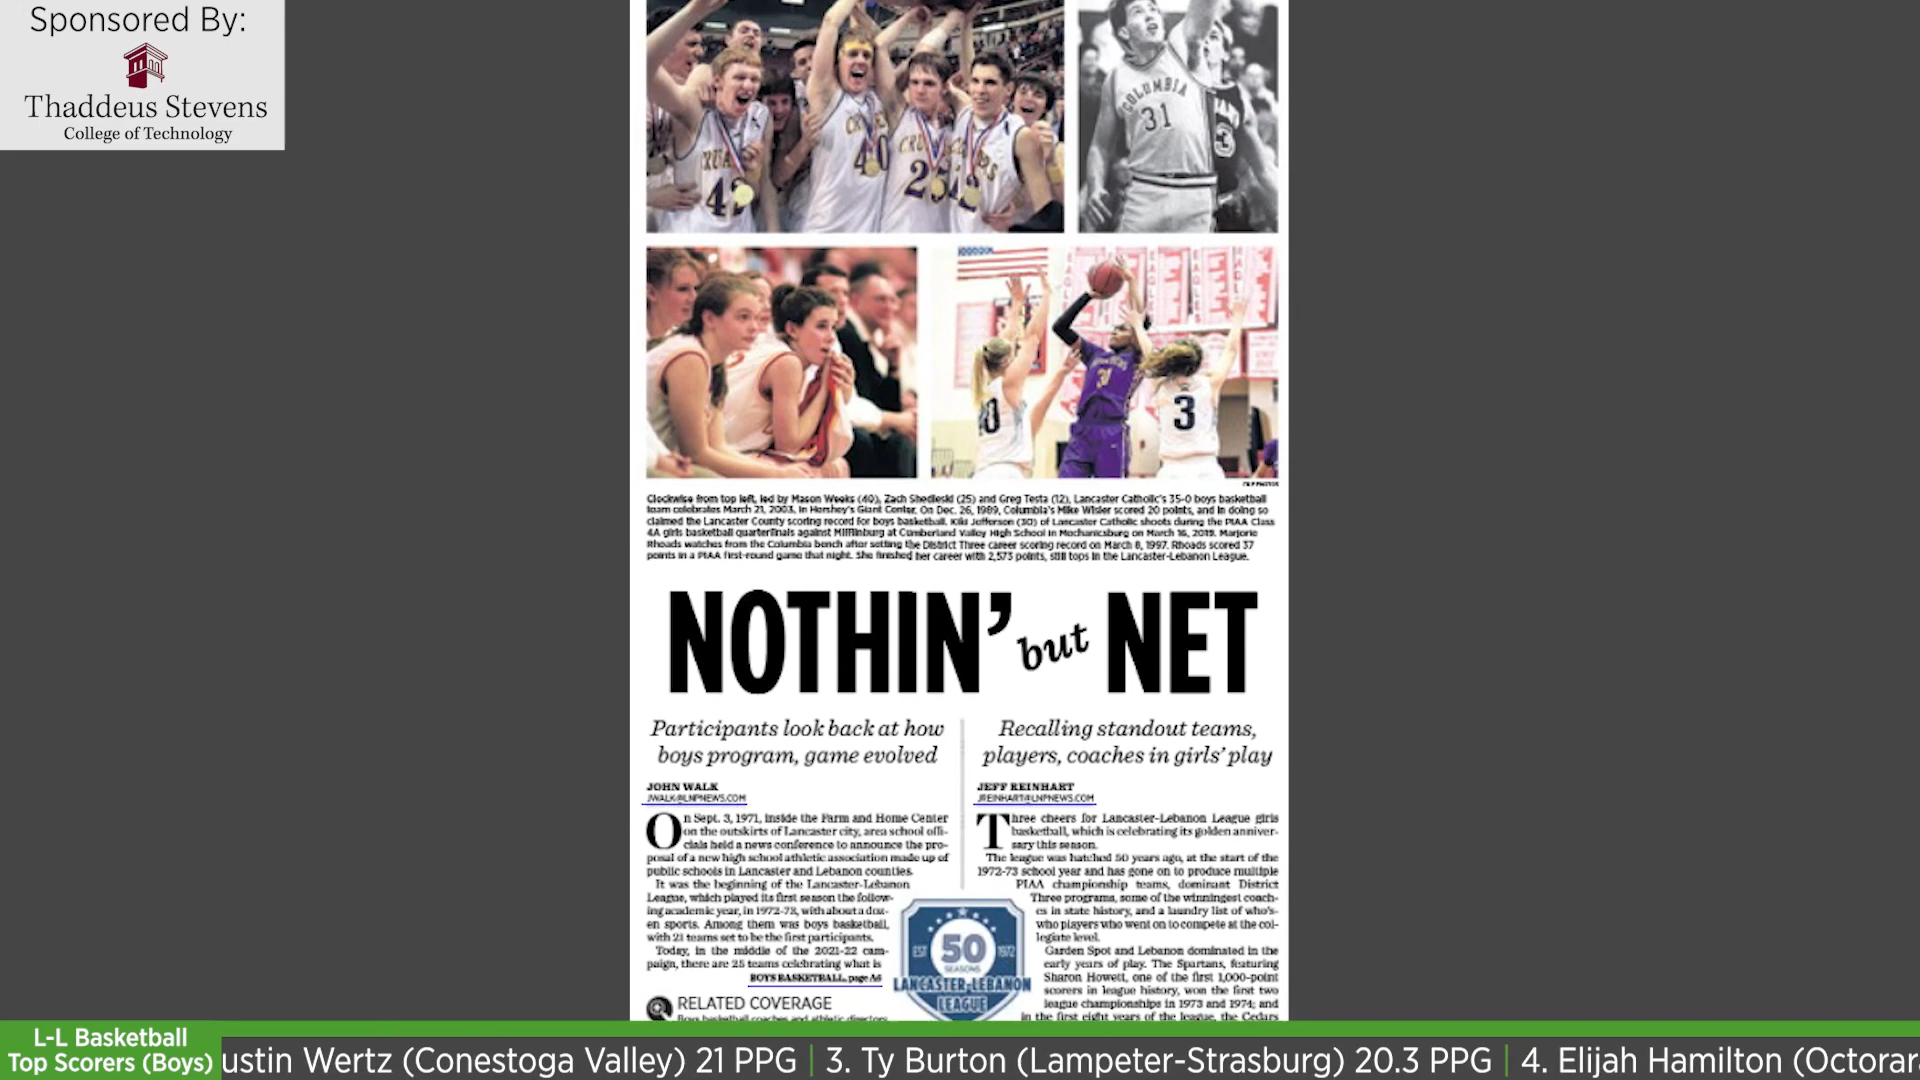 Sponsored By:
Thaddeus Stevens
College of Technology
COLUMBIA
31
42
40
25
12
31
3
Clockwise from top left, led by Mason Weeks (40), Zach Shedleski (25) and Greg Testa (12), Lancaster Catholic's 35-0 boys basketball
team celebrates March 21, 2003, in Hershey's Giant Center. On Dec. 26, 1989, Columbia's Mike Wisler scored 20 points, and in doing so
claimed the Lancaster County scoring record for boys basketball. Kiki Jefferson (30) of Lancaster Catholic shoots during the PIAA Class
4A girls basketball quarterfinals against Mifflinburg at Cumberland Valley High School in Mechanicsburg on March 16, 2019. Marjorie
Rhoads watches from the Columbia bench after setting the District Three career scoring record on March 8, 1997. Rhoads scored 37
points in a PIAA first-round game that night. She finished her career with 2,573 points, still tops in the Lancaster-Lebanon League.
NOTHIN' but NET
Participants look back at how
boys program, game evolved
JOHN WALK
JWALK@LNPNEWS.COM
On Sept. 3, 1971, inside the Farm and Home Center
on the outskirts of Lancaster city, area school offi-
cials held a news conference to announce the pro-
posal of a new high school athletic association made up of
public schools in Lancaster and Lebanon counties.
It was the beginning of the Lancaster-Lebanon
League, which played its first season the follow-
ing academic year, in 1972-73, with about a doz-
en sports. Among them was boys basketball,
with 21 teams set to be the first participants.
Today, in the middle of the 2021-22 cam-
paign, there are 25 teams celebrating what is
BOYS BASKETBALL, page A6
RELATED COVERAGE
Boys basketball coaches and athletic directors
Recalling standout teams,
players, coaches in girls' play
JEFF REINHART
JREINHART@LNPNEWS.COM
Three cheers for Lancaster-Lebanon League girls
basketball, which is celebrating its golden anniver-
sary this season.
The league was hatched 50 years ago, at the start of the
1972-73 school year and has gone on to produce multiple
PIAA championship teams, dominant District
Three programs, some of the winningest coach-
es in state history, and a laundry list of who's-
who players who went on to compete at the col-
legiate level.
Garden Spot and Lebanon dominated in the
early years of play. The Spartans, featuring
Sharon Howett, one of the first 1,000-point
scorers in league history, won the first two
league championships in 1973 and 1974; and
in the first eight years of the league, the Cedars
EST 50 1972
SEASONS
LANCASTER-LEBANON
LEAGUE
L-L Basketball
Top Scorers (Boys)
ustin Wertz (Conestoga Valley) 21 PPG | 3. Ty Burton (Lampeter-Strasburg) 20.3 PPG | 4. Elijah Hamilton (Octorar